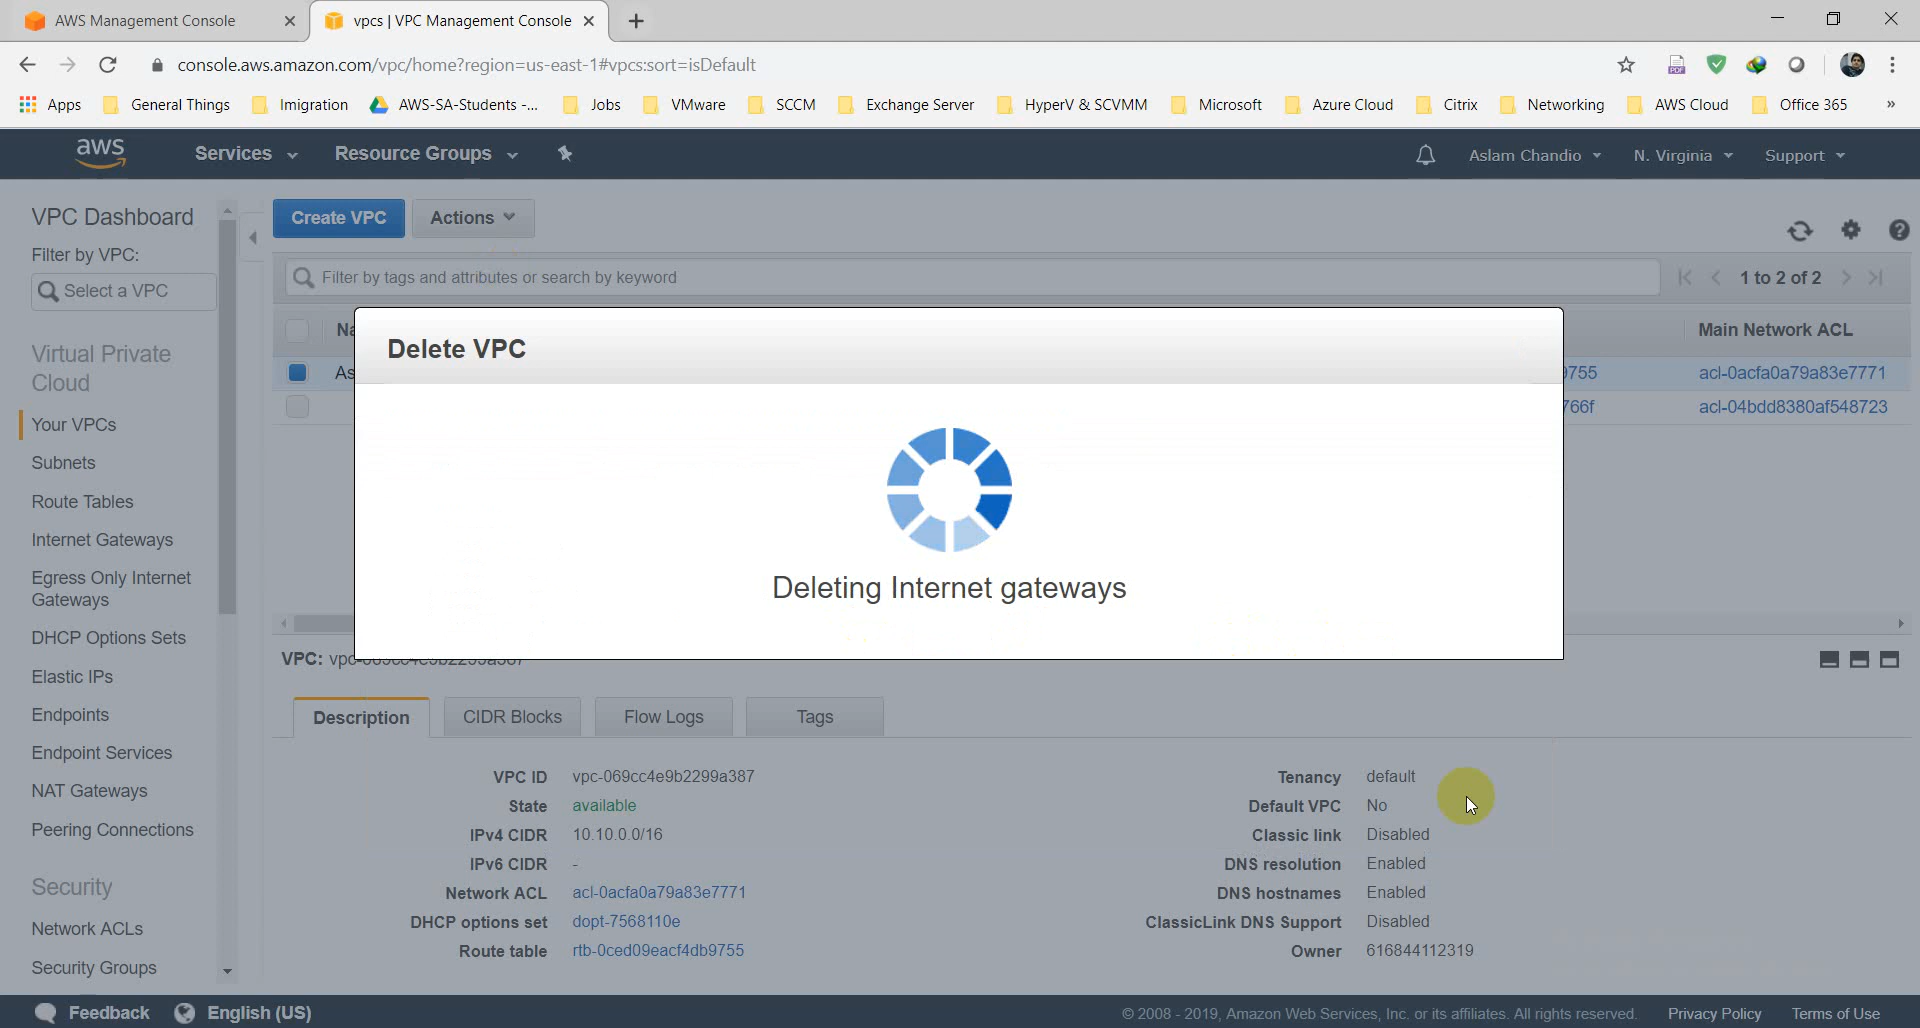 AWS Management Console
vpcs | VPC Management Console
console.aws.amazon.com/vpc/home?region=us-east-1#vpcs:sort=isDefault
Apps General Things Imigration AWS-SA-Students -... Jobs VMware SCCM Exchange Server HyperV & SCVMM Microsoft Azure Cloud Citrix Networking AWS Cloud Office 365 »
aws Services Resource Groups Aslam Chandio N. Virginia Support
VPC Dashboard
Filter by VPC:
Select a VPC
Virtual Private
Cloud
Your VPCs
Subnets
Route Tables
Internet Gateways
Egress Only Internet
Gateways
DHCP Options Sets
Elastic IPs
Endpoints
Endpoint Services
NAT Gateways
Peering Connections
Security
Network ACLs
Security Groups
Create VPC Actions
Filter by tags and attributes or search by keyword
1 to 2 of 2
Na Main Network ACL
As 9755 acl-0acfa0a79a83e7771
766f acl-04bdd8380af548723
Delete VPC
Deleting Internet gateways
VPC: vpc-069cc4e9b2299a387
Description CIDR Blocks Flow Logs Tags
VPC ID vpc-069cc4e9b2299a387
State available
IPv4 CIDR 10.10.0.0/16
IPv6 CIDR -
Network ACL acl-0acfa0a79a83e7771
DHCP options set dopt-7568110e
Route table rtb-0ced09eacf4db9755
Tenancy default
Default VPC No
Classic link Disabled
DNS resolution Enabled
DNS hostnames Enabled
ClassicLink DNS Support Disabled
Owner 616844112319
Feedback English (US) © 2008 - 2019, Amazon Web Services, Inc. or its affiliates. All rights reserved. Privacy Policy Terms of Use